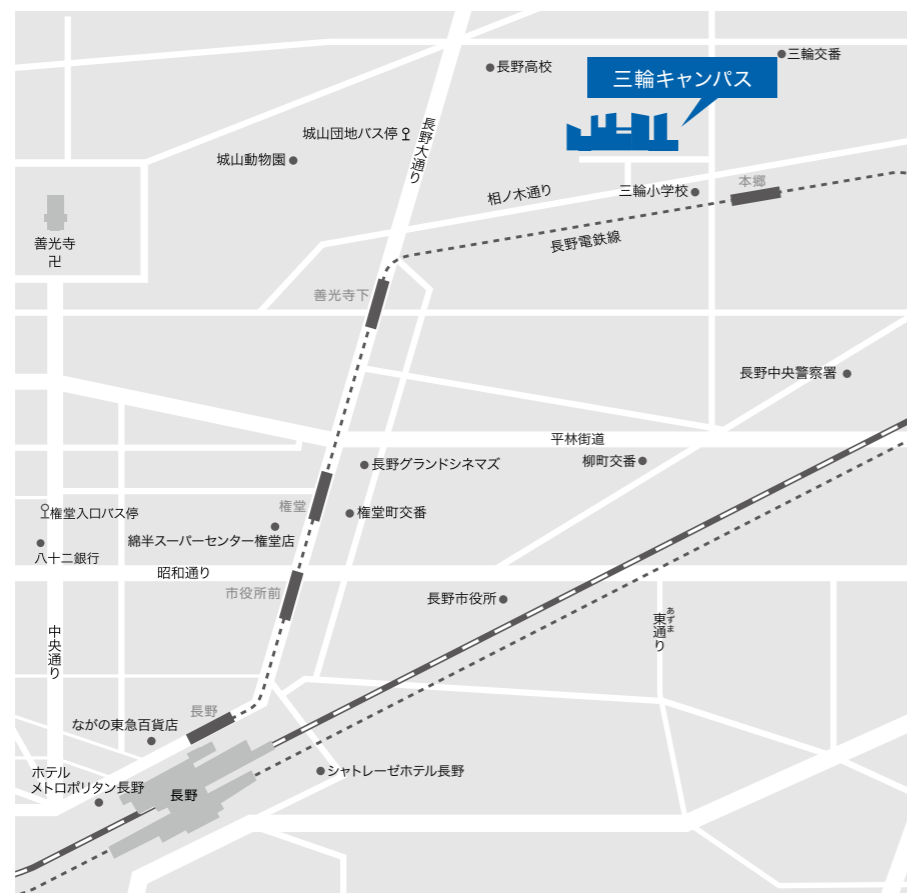 三輪交番
長野高校
三輪キャンパス
城山団地バス停
長野大通り
城山動物園
相ノ木通り
三輪小学校
本郷
善光寺
卍
長野電鉄線
善光寺下
長野中央警察署
平林街道
長野グランドシネマズ
柳町交番
権堂
権堂入口バス停
権堂町交番
綿半スーパーセンター権堂店
八十二銀行
昭和通り
市役所前
長野市役所
あずま
東通り
中央通り
長野
ながの東急百貨店
ホテル
メトロポリタン長野
シャトレーゼホテル長野
長野